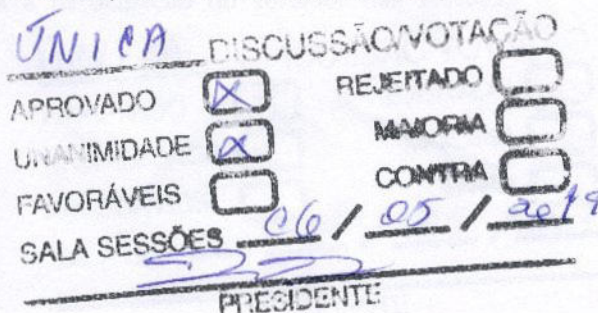 ÚNICA DISCUSSÃO/VOTAÇÃO
APROVADO X REJEITADO
UNANIMIDADE X MAIORIA
FAVORÁVEIS CONTRA
SALA SESSÕES 06 / 05 / 2019
PRESIDENTE